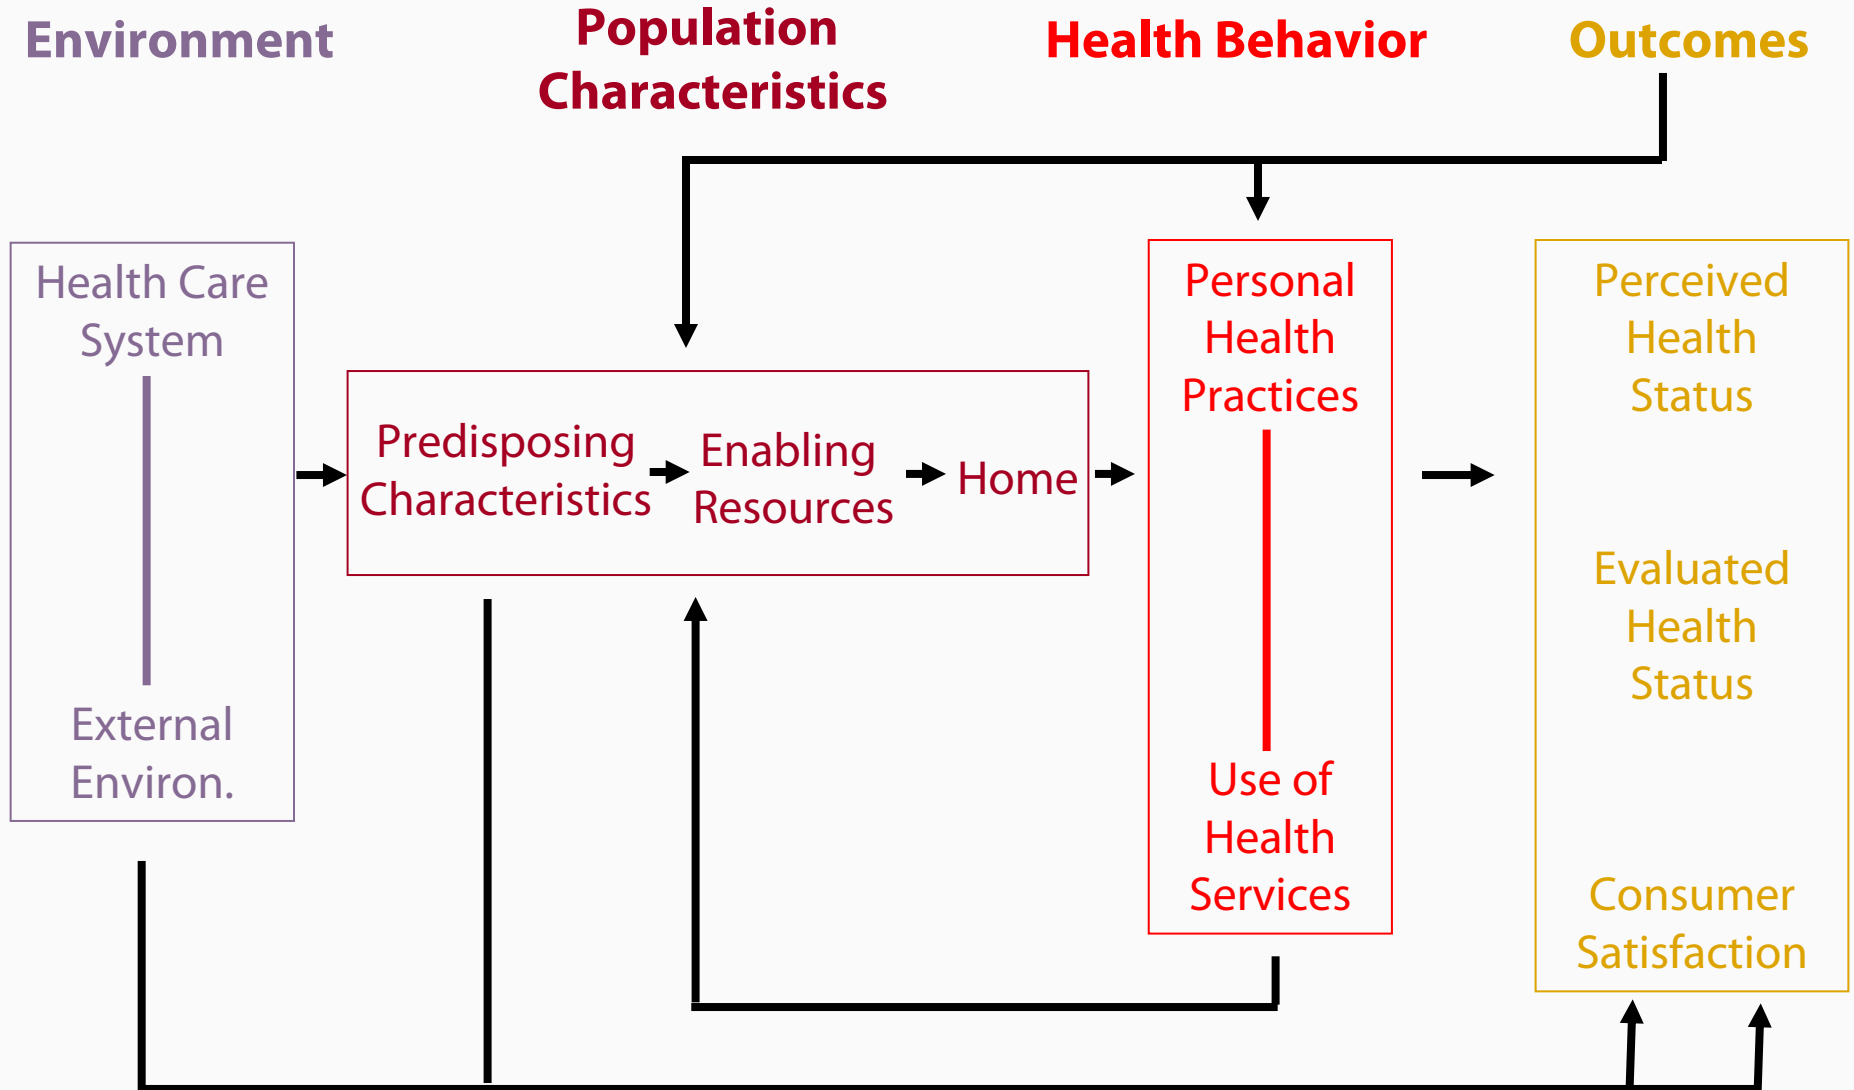 Environment
Population
Characteristics
Health Behavior
Outcomes
Health Care
System
External
Environ.
Predisposing
Characteristics
Enabling
Resources
Home
Personal
Health
Practices
Use of
Health
Services
Perceived
Health
Status
Evaluated
Health
Status
Consumer
Satisfaction